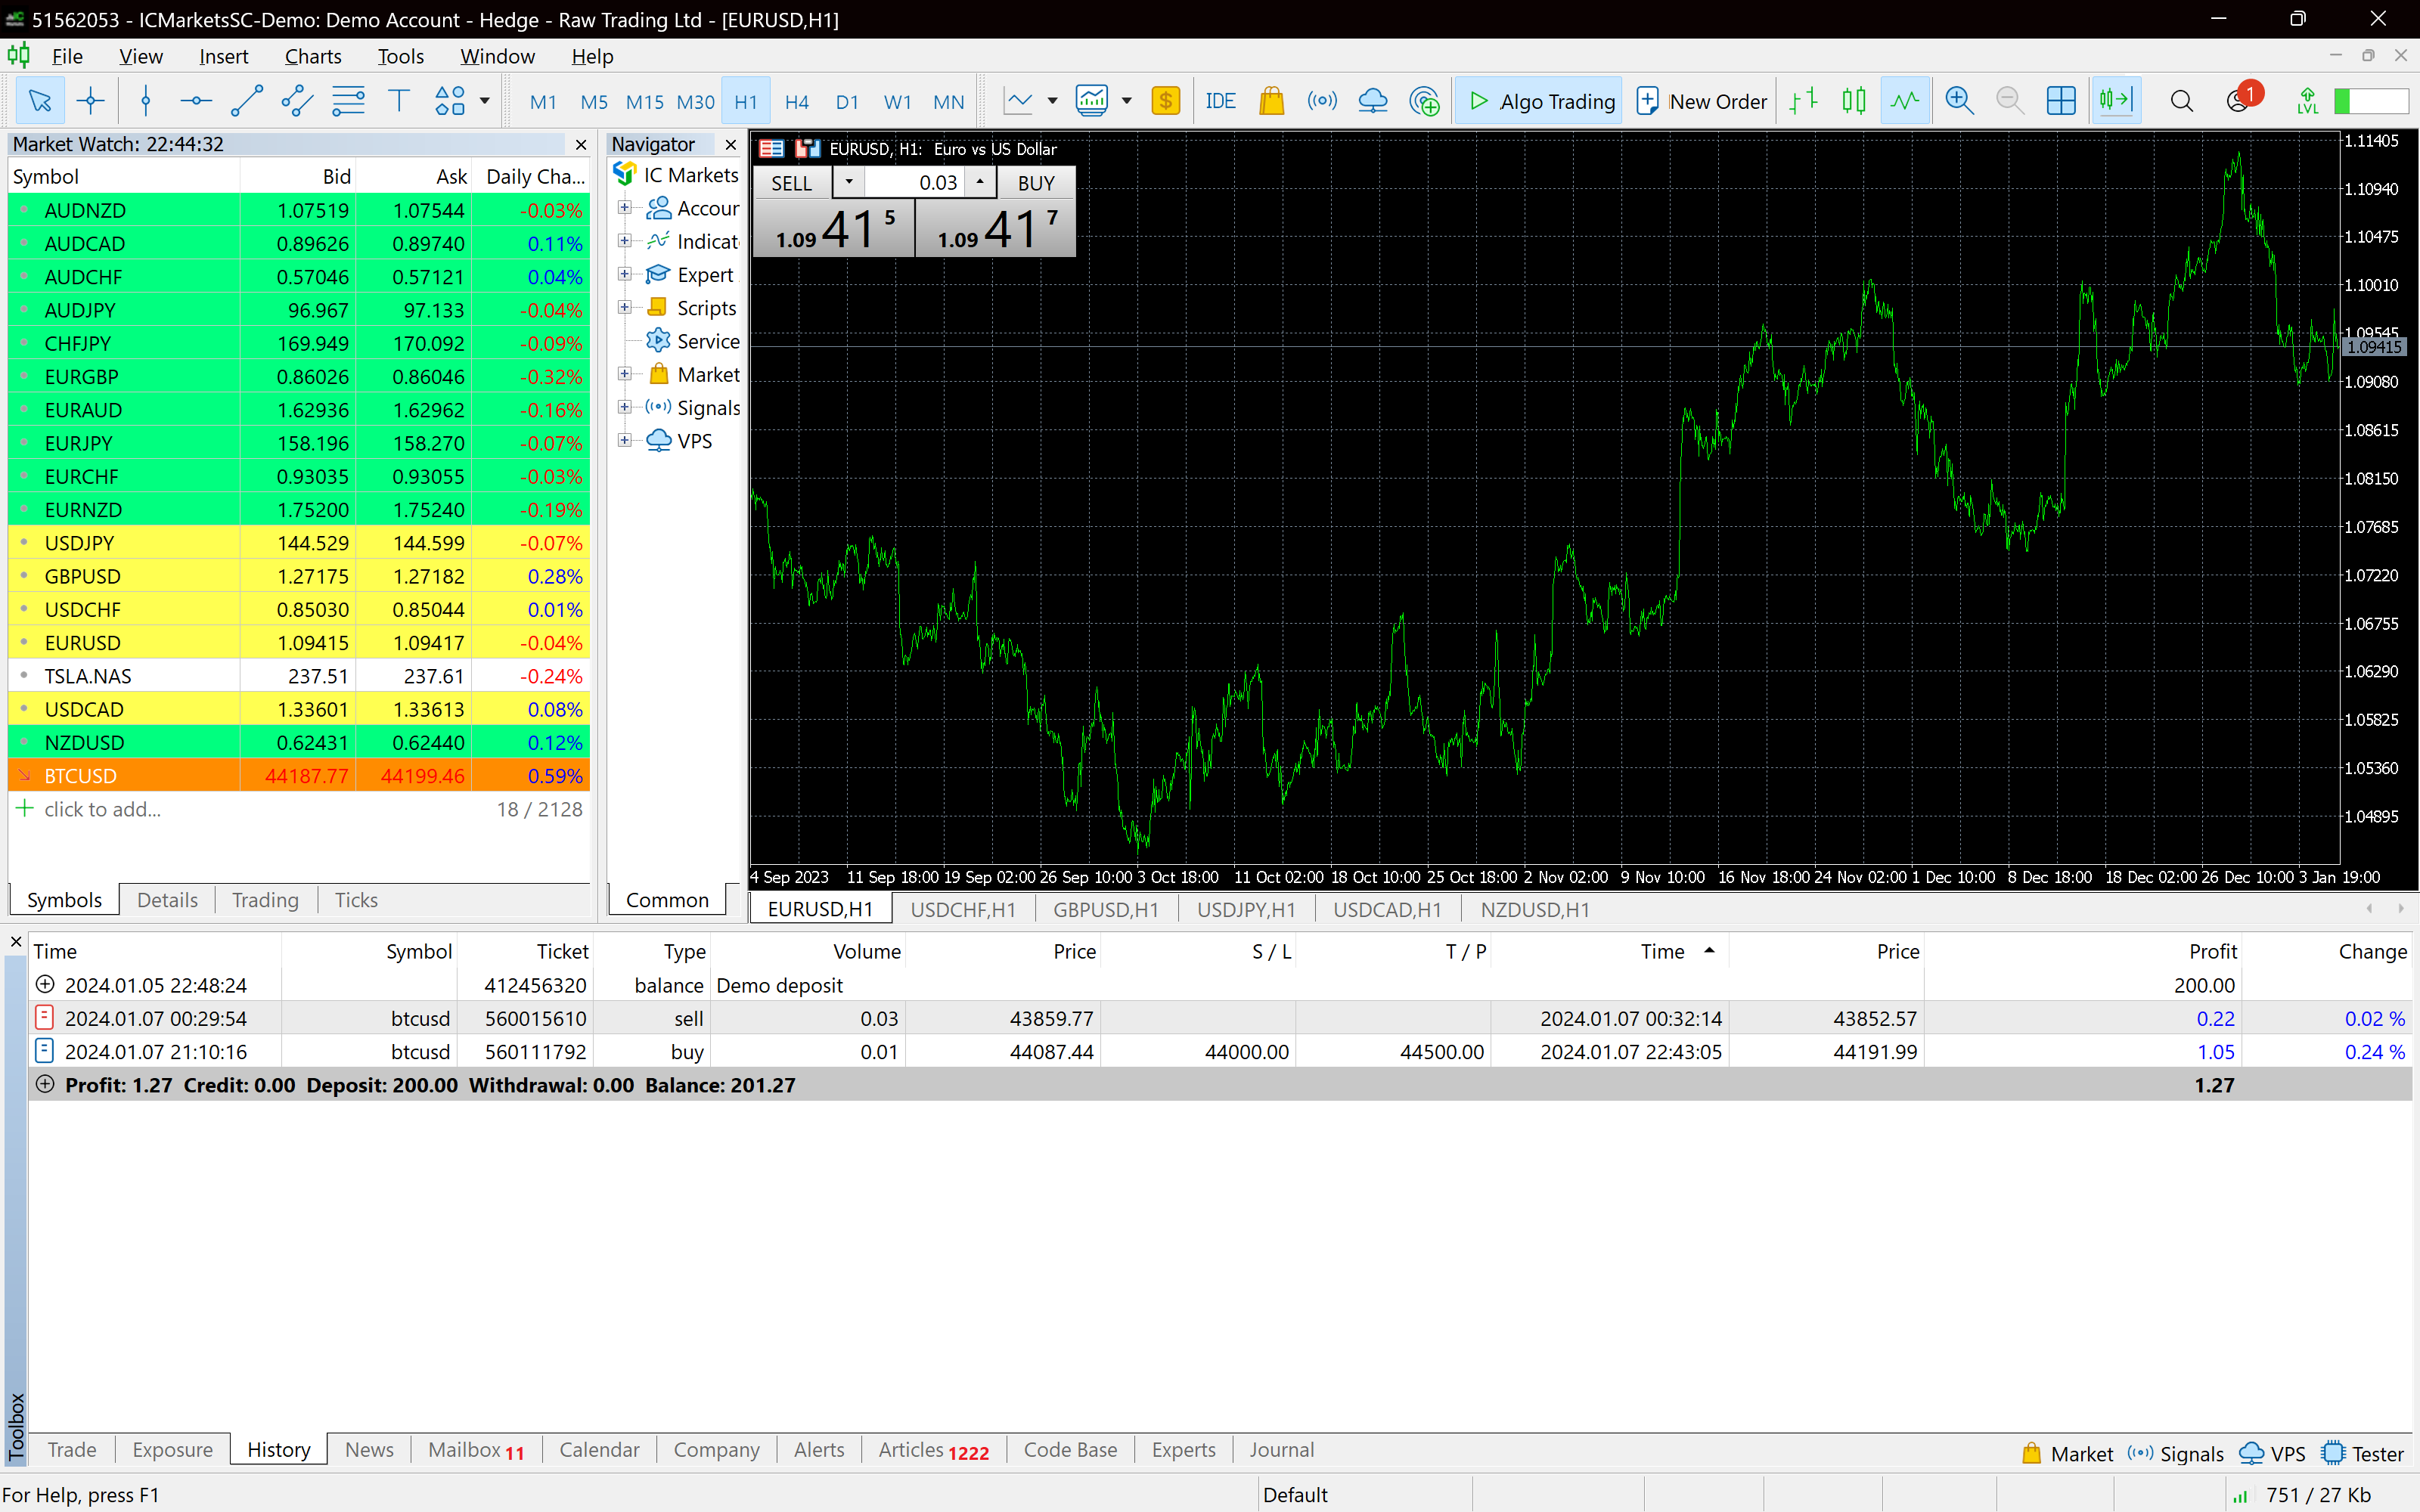 51562053 - ICMarketsSC-Demo: Demo Account - Hedge - Raw Trading Ltd - [EURUSD,H1]
File View Insert Charts Tools Window Help
M1 M5 M15 M30 H1 H4 D1 W1 MN IDE Algo Trading New Order 1 LVL
Market Watch: 22:44:32
Symbol Bid Ask Daily Cha...
AUDNZD 1.07519 1.07544 -0.03%
AUDCAD 0.89626 0.89740 0.11%
AUDCHF 0.57046 0.57121 0.04%
AUDJPY 96.967 97.133 -0.04%
CHFJPY 169.949 170.092 -0.09%
EURGBP 0.86026 0.86046 -0.32%
EURAUD 1.62936 1.62962 -0.16%
EURJPY 158.196 158.270 -0.07%
EURCHF 0.93035 0.93055 -0.03%
EURNZD 1.75200 1.75240 -0.19%
USDJPY 144.529 144.599 -0.07%
GBPUSD 1.27175 1.27182 0.28%
USDCHF 0.85030 0.85044 0.01%
EURUSD 1.09415 1.09417 -0.04%
TSLA.NAS 237.51 237.61 -0.24%
USDCAD 1.33601 1.33613 0.08%
NZDUSD 0.62431 0.62440 0.12%
BTCUSD 44187.77 44199.46 0.59%
click to add... 18 / 2128
Symbols Details Trading Ticks
Navigator
IC Markets
Accour
Indicat
Expert
Scripts
Service
Market
Signals
VPS
Common
EURUSD, H1: Euro vs US Dollar
SELL 0.03 BUY
1.09 41 5 1.09 41 7
1.11405
1.10940
1.10475
1.10010
1.09545
1.09415
1.09080
1.08615
1.08150
1.07685
1.07220
1.06755
1.06290
1.05825
1.05360
1.04895
4 Sep 2023 11 Sep 18:00 19 Sep 02:00 26 Sep 10:00 3 Oct 18:00 11 Oct 02:00 18 Oct 10:00 25 Oct 18:00 2 Nov 02:00 9 Nov 10:00 16 Nov 18:00 24 Nov 02:00 1 Dec 10:00 8 Dec 18:00 18 Dec 02:00 26 Dec 10:00 3 Jan 19:00
EURUSD,H1 USDCHF,H1 GBPUSD,H1 USDJPY,H1 USDCAD,H1 NZDUSD,H1
Time Symbol Ticket Type Volume Price S / L T / P Time Price Profit Change
2024.01.05 22:48:24 412456320 balance Demo deposit 200.00
2024.01.07 00:29:54 btcusd 560015610 sell 0.03 43859.77 2024.01.07 00:32:14 43852.57 0.22 0.02 %
2024.01.07 21:10:16 btcusd 560111792 buy 0.01 44087.44 44000.00 44500.00 2024.01.07 22:43:05 44191.99 1.05 0.24 %
Profit: 1.27 Credit: 0.00 Deposit: 200.00 Withdrawal: 0.00 Balance: 201.27 1.27
Toolbox
Trade Exposure History News Mailbox 11 Calendar Company Alerts Articles 1222 Code Base Experts Journal Market Signals VPS Tester
For Help, press F1 Default 751 / 27 Kb